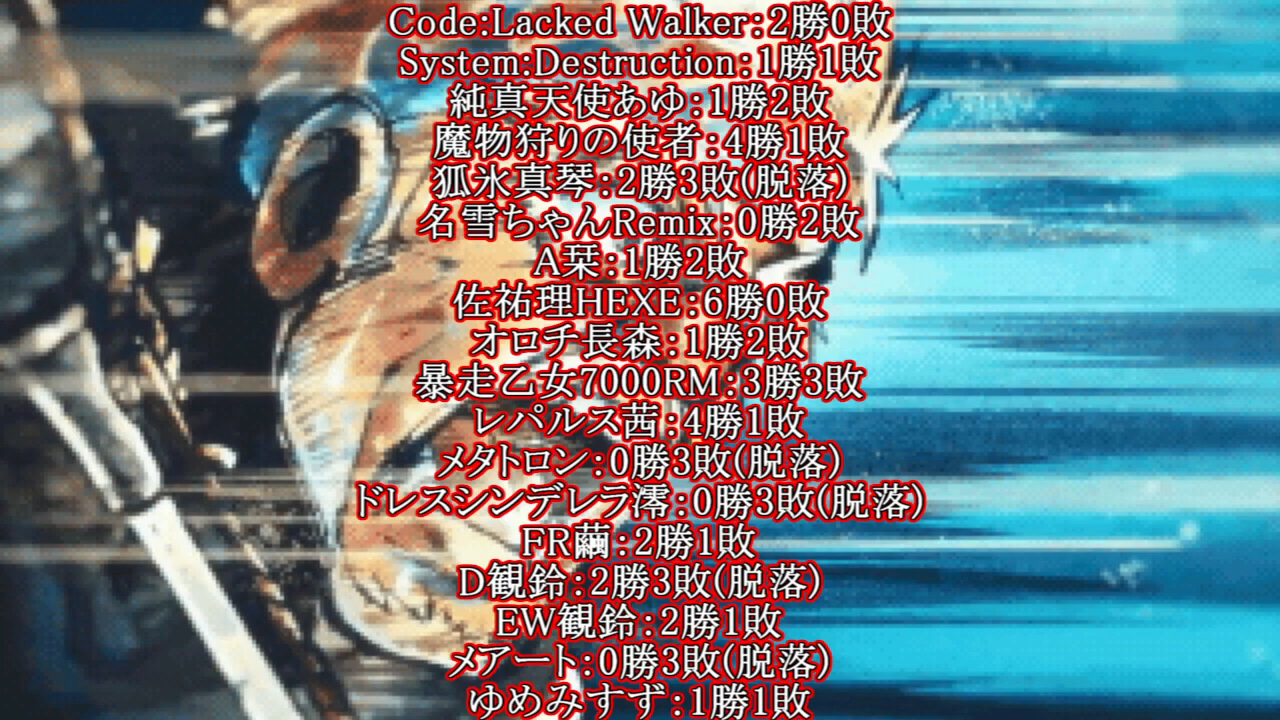 Code:Lacked Walker:2勝0敗
System:Destruction:1勝1敗
純真天使あゆ:1勝2敗
魔物狩りの使者:4勝1敗
狐氷真琴:2勝3敗(脱落)
名雪ちゃんRemix:0勝2敗
A栞:1勝2敗
佐祐理HEXE:6勝0敗
オロチ長森:1勝2敗
暴走乙女7000RM:3勝3敗
レパルス茜:4勝1敗
メタトロン:0勝3敗(脱落)
ドレスシンデレラ澪:0勝3敗(脱落)
FR繭:2勝1敗
D観鈴:2勝3敗(脱落)
EW観鈴:2勝1敗
メアート:0勝3敗(脱落)
ゆめみすず:1勝1敗